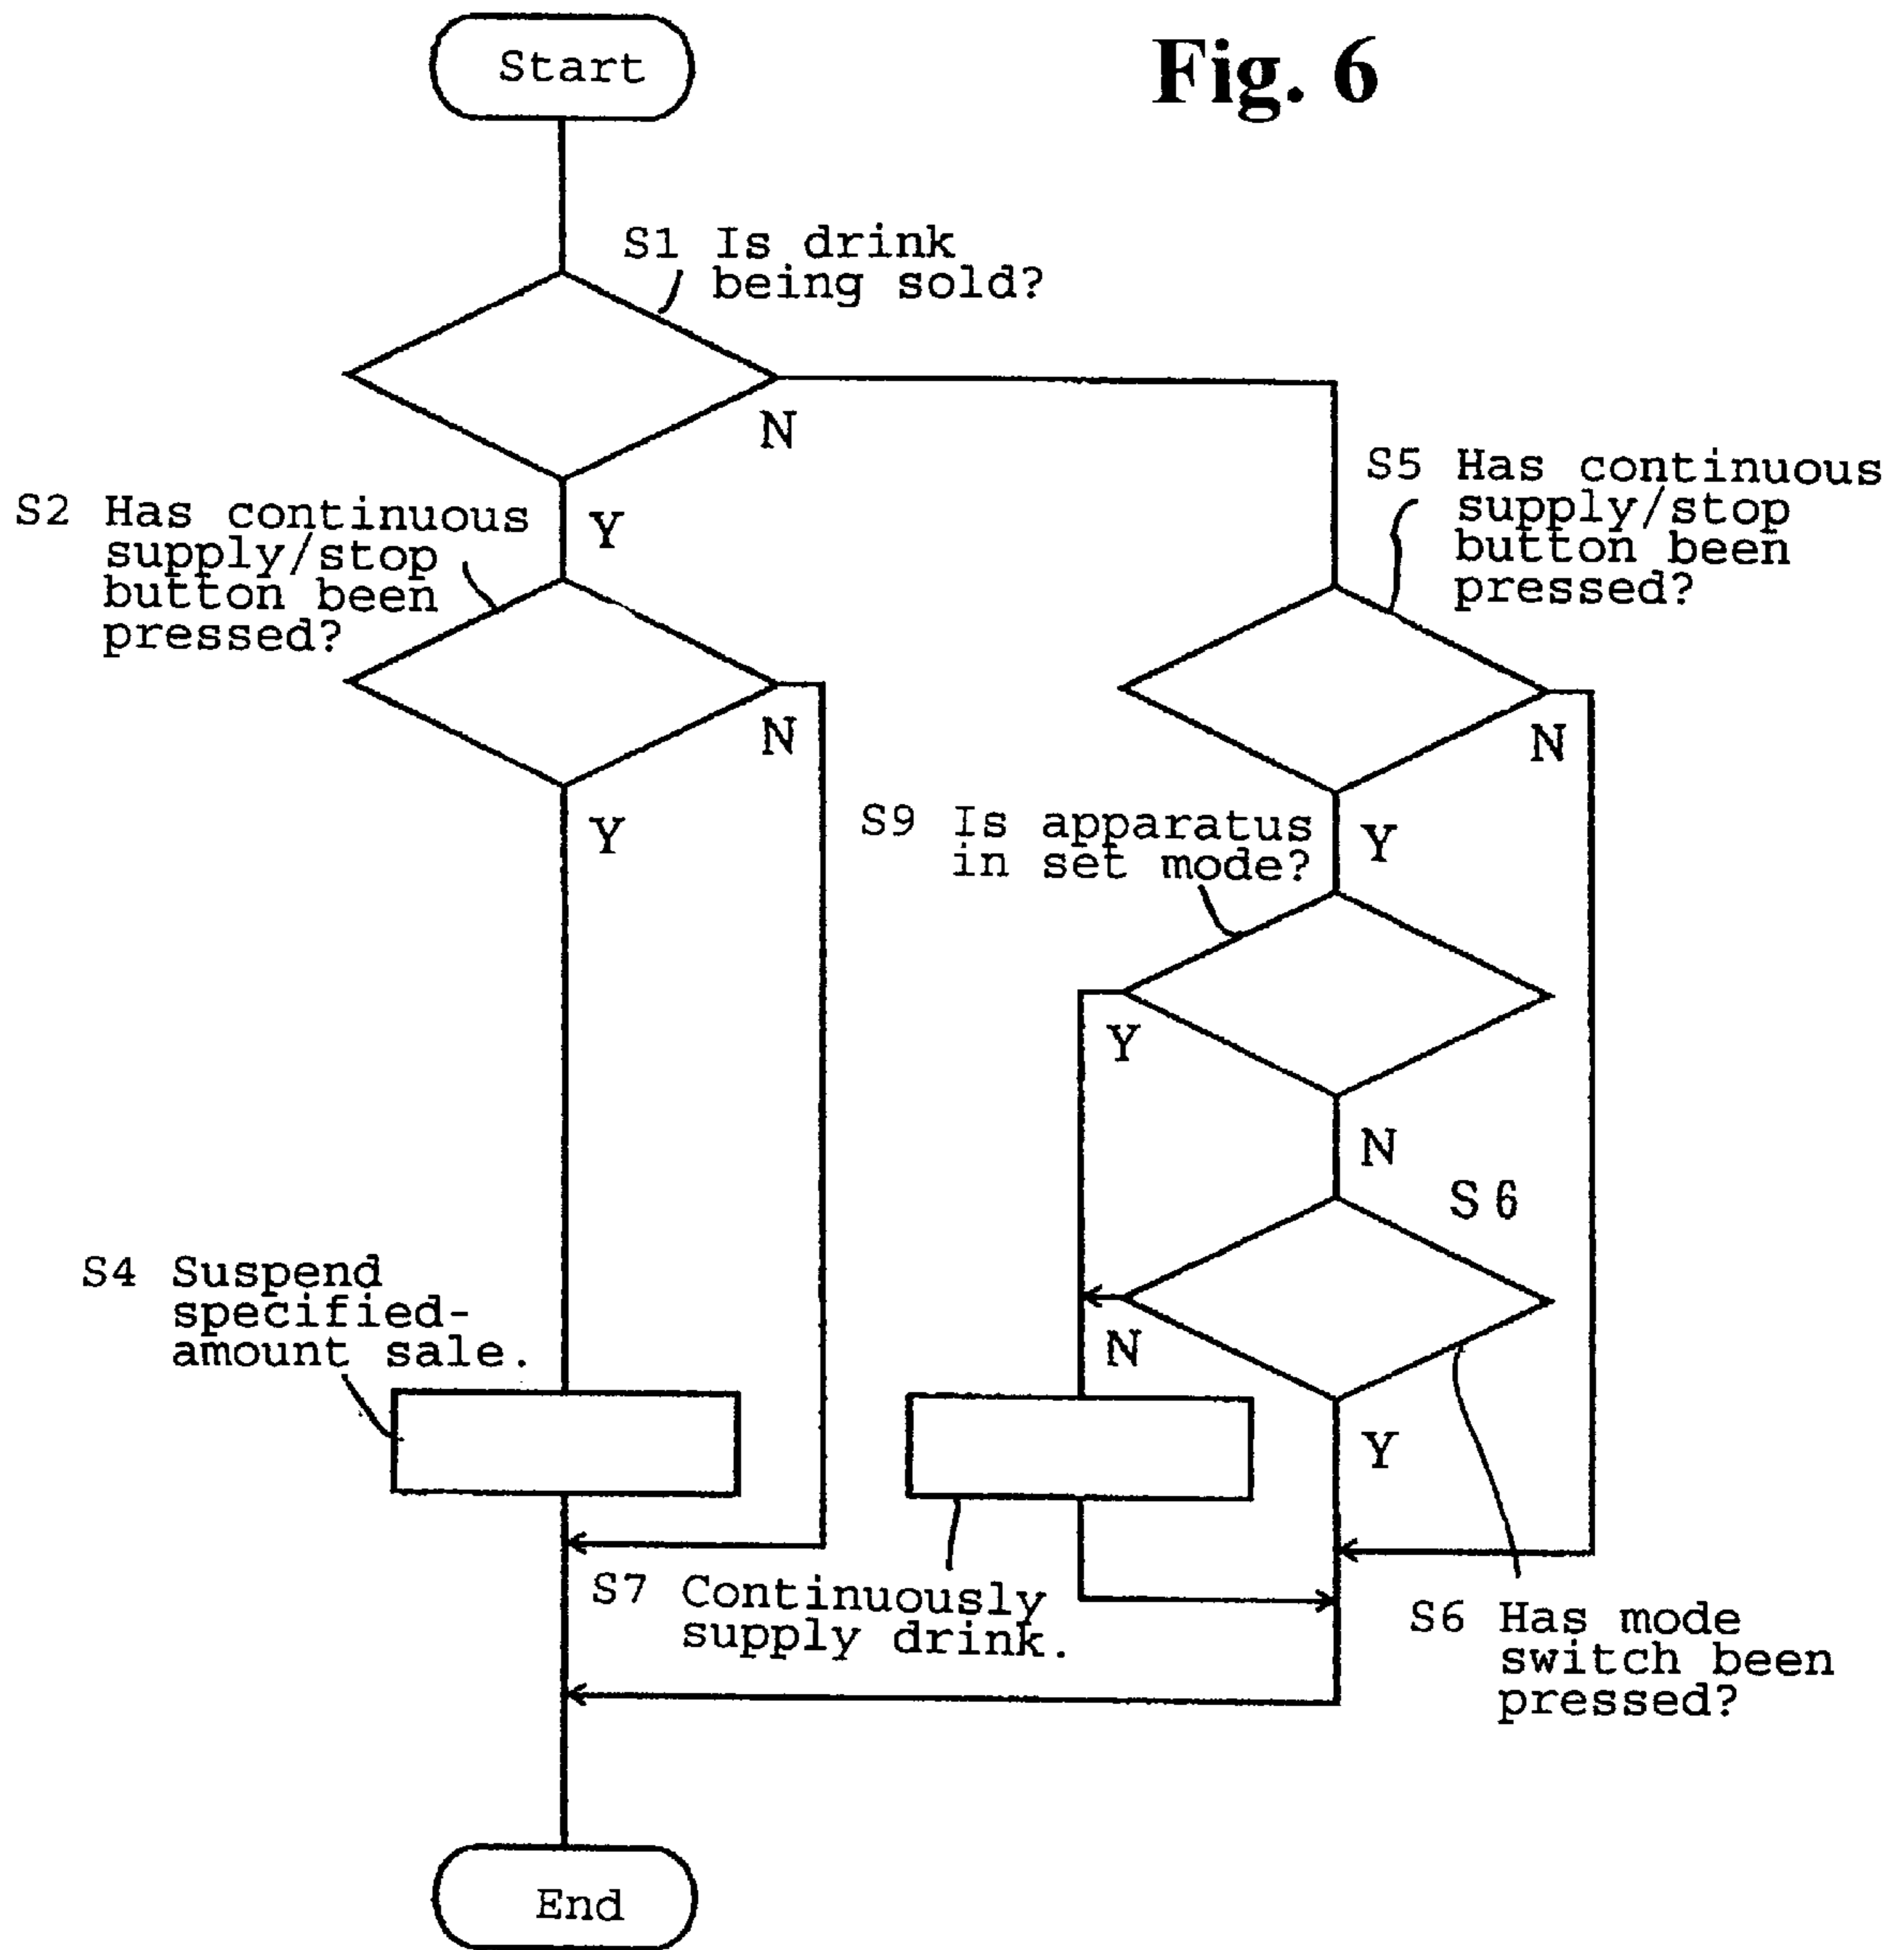 Fig. 6
Start
S1 Is drink
being sold?
N
Y
S2 Has continuous
supply/stop
button been
pressed?
N
Y
S5 Has continuous
supply/stop
button been
pressed?
N
Y
S9 Is apparatus
in set mode?
Y
N
S6
N
Y
S4 Suspend
specified-
amount sale.
S7 Continuously
supply drink.
S6 Has mode
switch been
pressed?
End